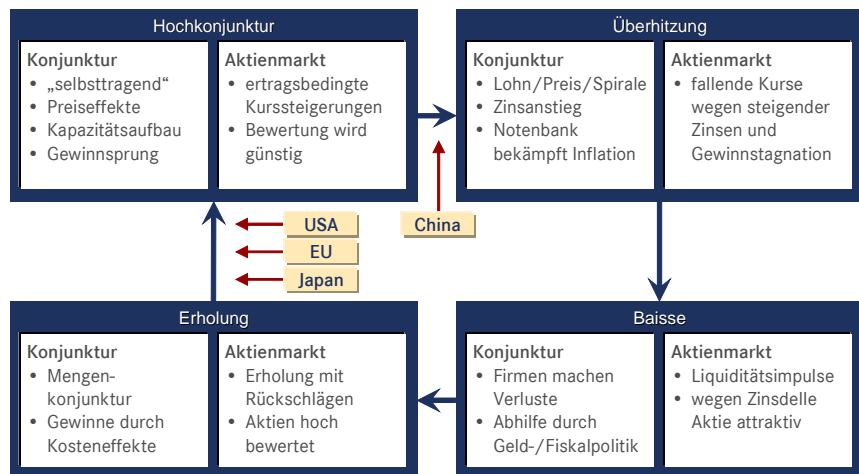 Hochkonjunktur
Konjunktur
• „selbsttragend“
• Preiseffekte
• Kapazitätsaufbau
• Gewinnsprung
Aktienmarkt
• ertragsbedingte
Kurssteigerungen
• Bewertung wird
günstig
Überhitzung
Konjunktur
• Lohn/Preis/Spirale
• Zinsanstieg
• Notenbank
bekämpft Inflation
Aktienmarkt
• fallende Kurse
wegen steigender
Zinsen und
Gewinnstagnation
USA
EU
Japan
China
Erholung
Konjunktur
• Mengen-
konjunktur
• Gewinne durch
Kosteneffekte
Aktienmarkt
• Erholung mit
Rückschlägen
• Aktien hoch
bewertet
Baisse
Konjunktur
• Firmen machen
Verluste
• Abhilfe durch
Geld-/Fiskalpolitik
Aktienmarkt
• Liquiditätsimpulse
• wegen Zinsdelle
Aktie attraktiv